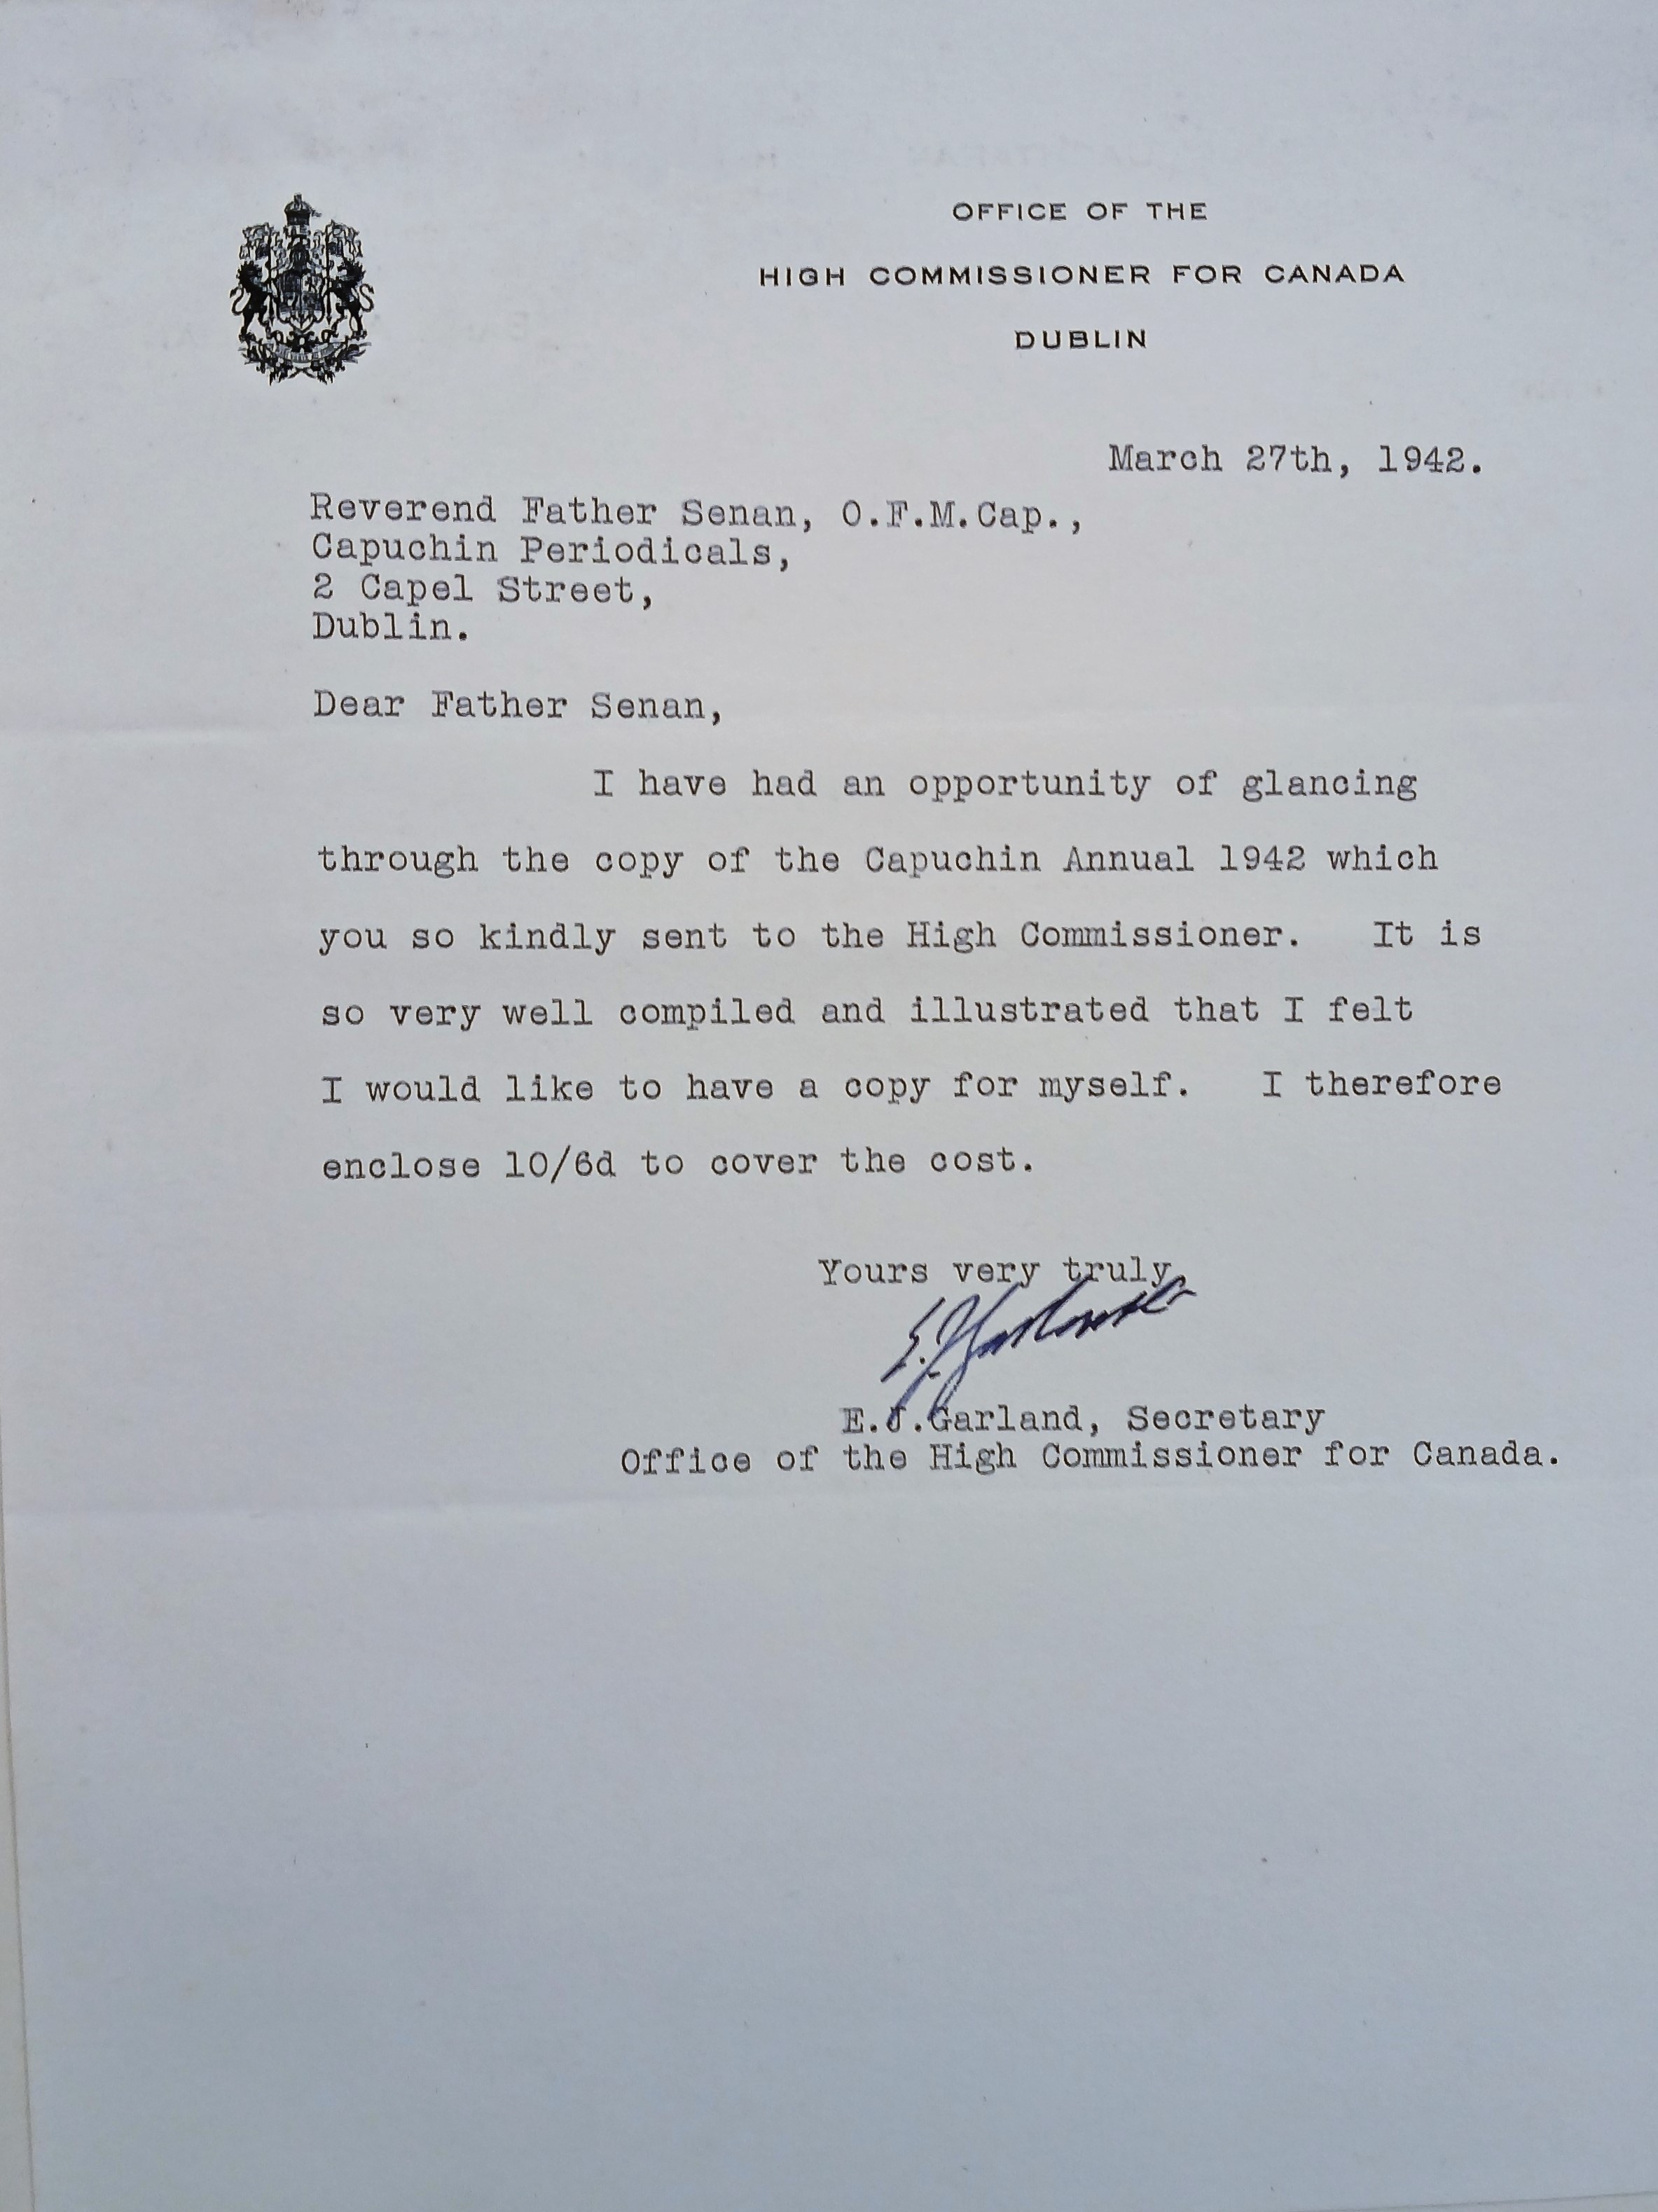 OFFICE OF THE
HIGH COMMISSIONER FOR CANADA
DUBLIN
March 27th, 1942.
Reverend Father Senan, O.F.M.Cap.,
Capuchin Periodicals,
2 Capel Street,
Dublin.
Dear Father Senan,
I have had an opportunity of glancing
through the copy of the Capuchin Annual 1942 which
you so kindly sent to the High Commissioner. It is
so very well compiled and illustrated that I felt
I would like to have a copy for myself. I therefore
enclose 10/6d to cover the cost.
Yours very truly,
E.J.Garland
E.J.Garland, Secretary
Office of the High Commissioner for Canada.